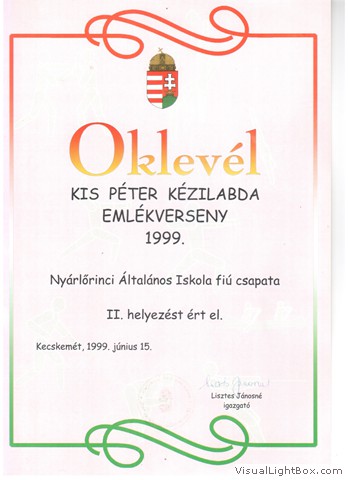 Oklevél
KIS PÉTER KÉZILABDA
EMLÉKVERSENY
1999.
Nyárlőrinci Általános Iskola fiú csapata
II. helyezést ért el.
Kecskemét, 1999. június 15.
Lisztes Jánosné
igazgató
VisualLightBox.com